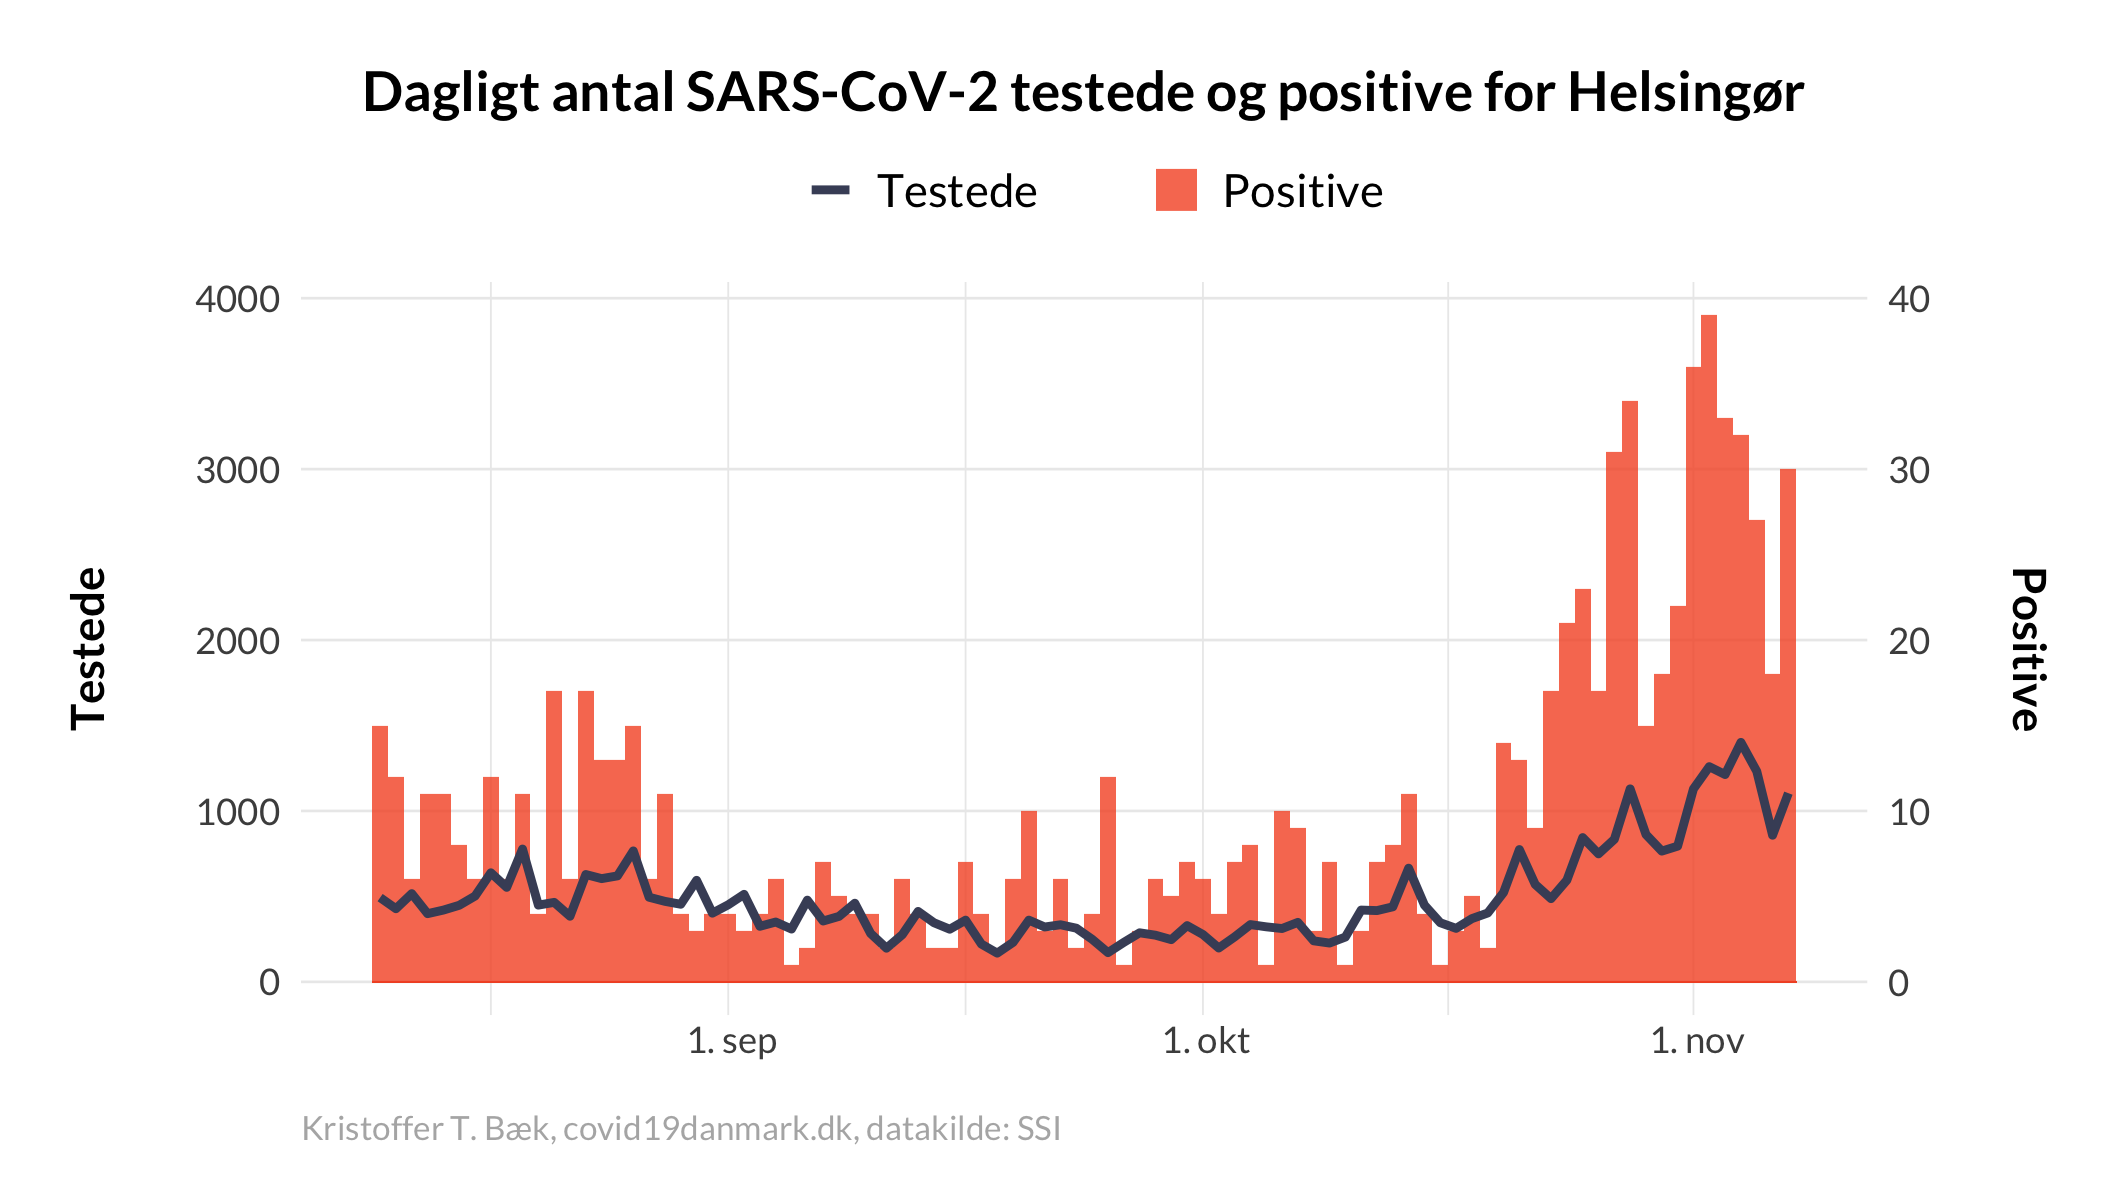 Dagligt antal SARS-CoV-2 testede og positive for Helsingør
Testede Positive
4000 40
3000 30
2000 20
1000 10
0 0
Testede
Positive
1. sep 1. okt 1. nov
Kristoffer T. Bæk, covid19danmark.dk, datakilde: SSI